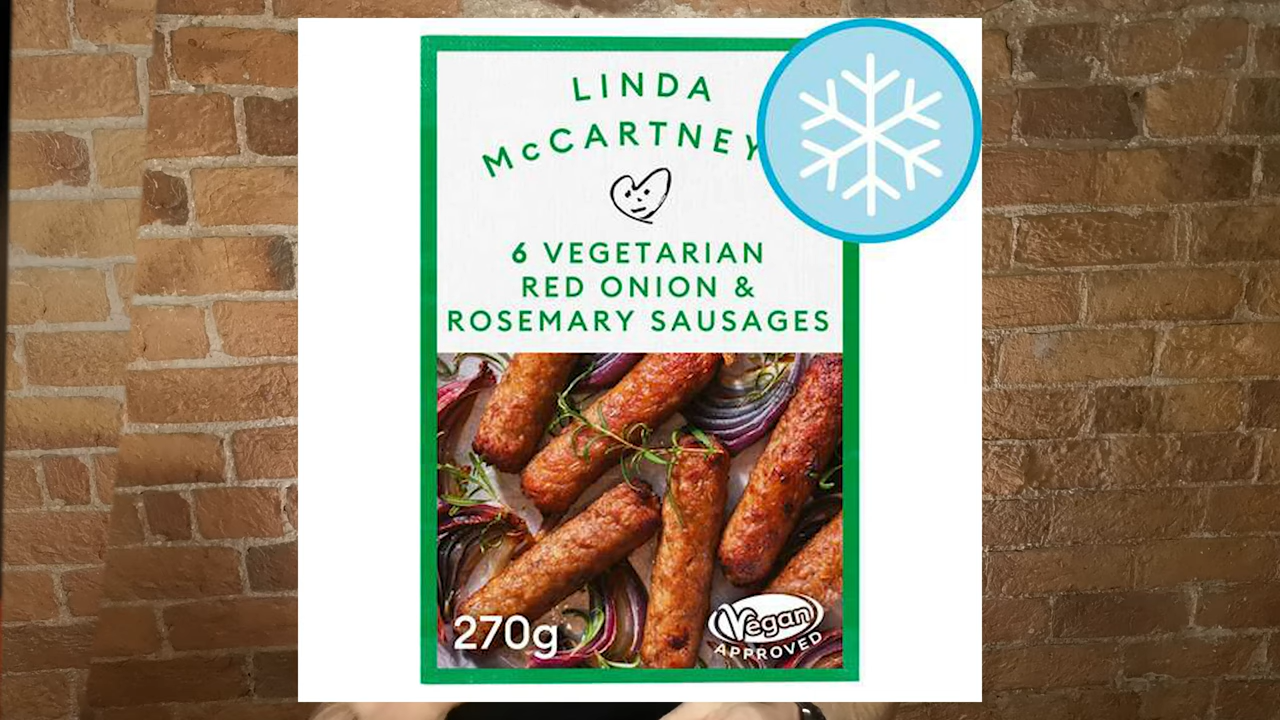 LINDA
McCARTNEY
6 VEGETARIAN
RED ONION &
ROSEMARY SAUSAGES
270g
Vegan
APPROVED